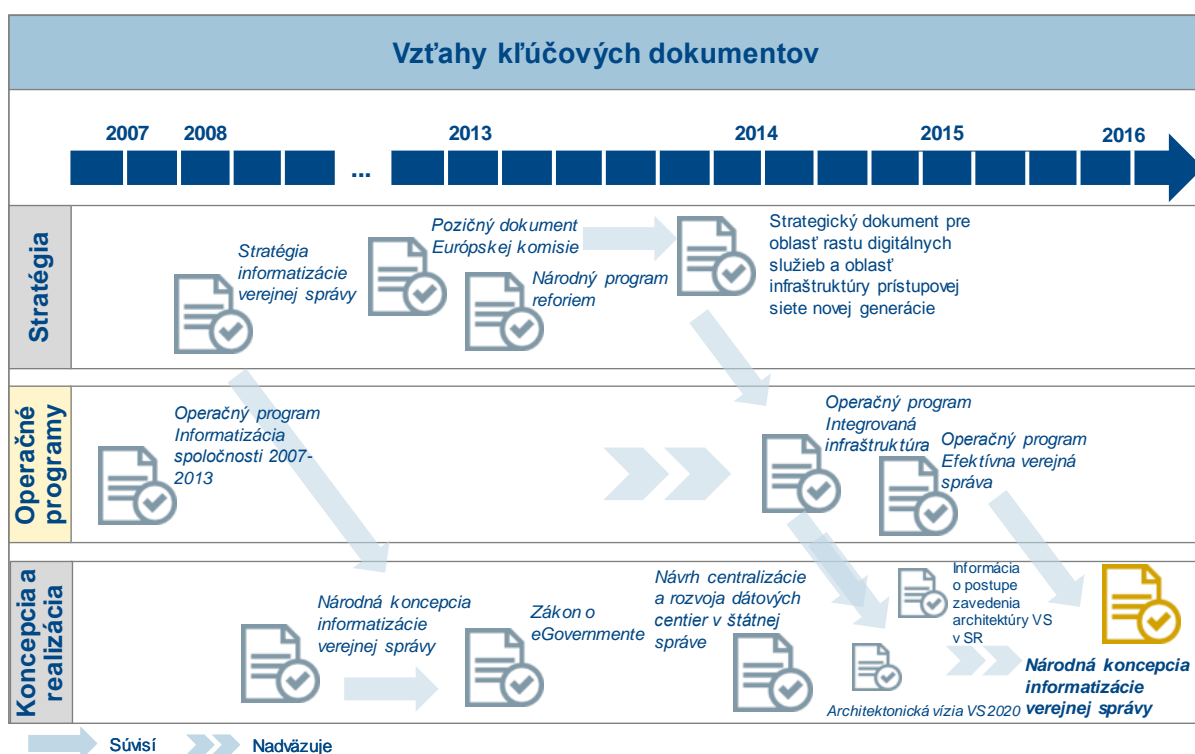 Vzťahy kľúčových dokumentov
2007
2008
...
2013
2014
2015
2016
Stratégia
Stratégia
informatizácie
verejnej správy
Pozičný dokument
Európskej komisie
Národný program
reforiem
Strategický dokument pre
oblasť rastu digitálnych
služieb a oblasť
infraštruktúry prístupovej
siete novej generácie
Operačné
programy
Operačný program
Informatizácia
spoločnosti 2007-
2013
Operačný program
Integrovaná
infraštruktúra
Operačný program
Efektívna verejná
správa
Koncepcia a
realizácia
Národná koncepcia
informatizácie
verejnej správy
Zákon o
eGovernmente
Návrh centralizácie
a rozvoja dátových
centier v štátnej
správe
Architektonická vízia VS2020
Informácia
o postupe
zavedenia
architektúry VS
v SR
Národná koncepcia
informatizácie
verejnej správy
Súvisí
Nadväzuje